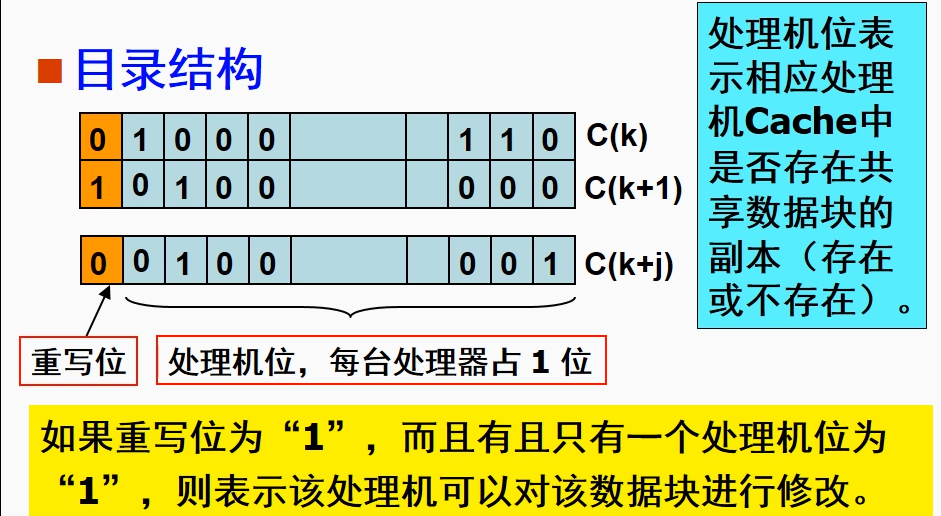 目录结构
0 1 0 0 0 1 1 0 C(k)
1 0 1 0 0 0 0 0 C(k+1)
0 0 1 0 0 0 0 1 C(k+j)
重写位
处理机位，每台处理器占 1 位
处理机位表
示相应处理
机Cache中
是否存在共
享数据块的
副本（存在
或不存在）。
如果重写位为“1”，而且有且只有一个处理机位为
“1”，则表示该处理机可以对该数据块进行修改。